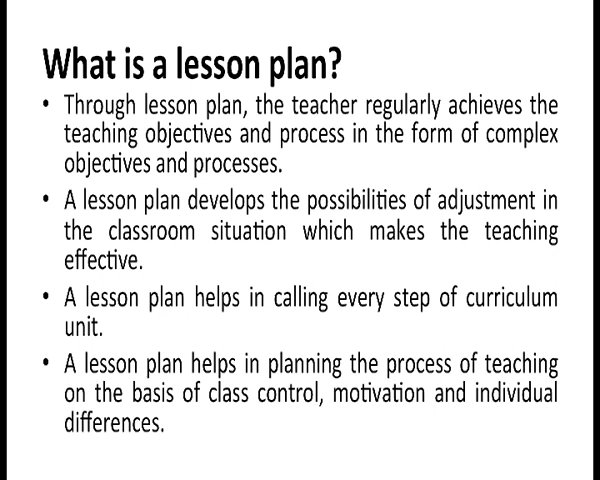 What is a lesson plan?
• Through lesson plan, the teacher regularly achieves the
teaching objectives and process in the form of complex
objectives and processes.
• A lesson plan develops the possibilities of adjustment in
the classroom situation which makes the teaching
effective.
• A lesson plan helps in calling every step of curriculum
unit.
• A lesson plan helps in planning the process of teaching
on the basis of class control, motivation and individual
differences.